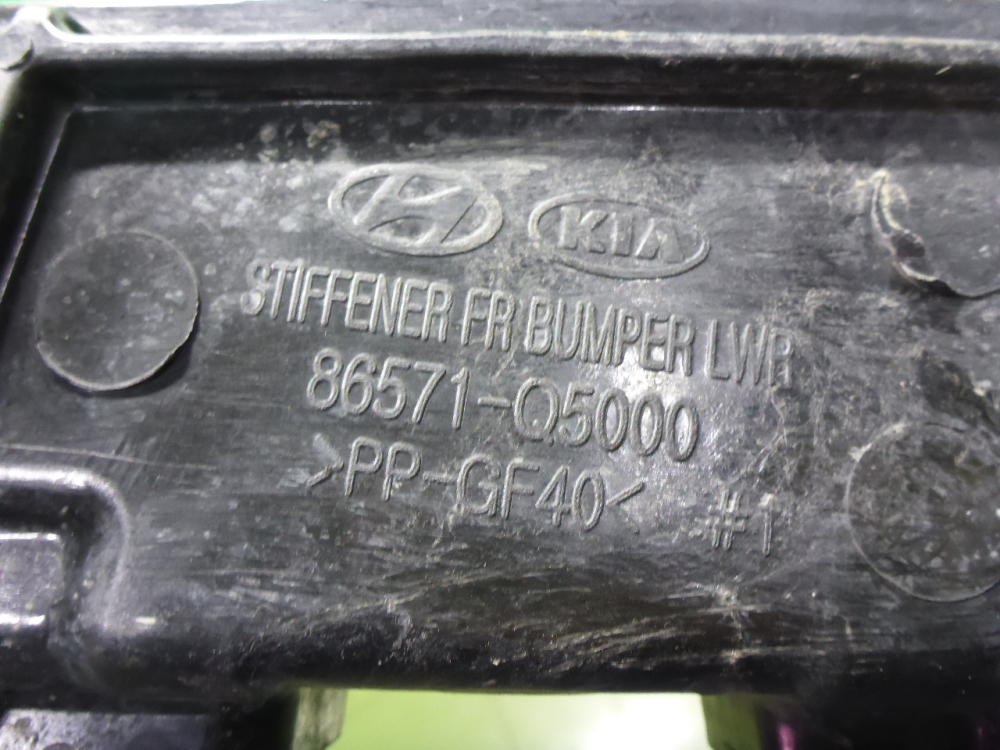 KIA
STIFFENER FR BUMPER LWR
86571-Q5000
>PP-GF40< #1